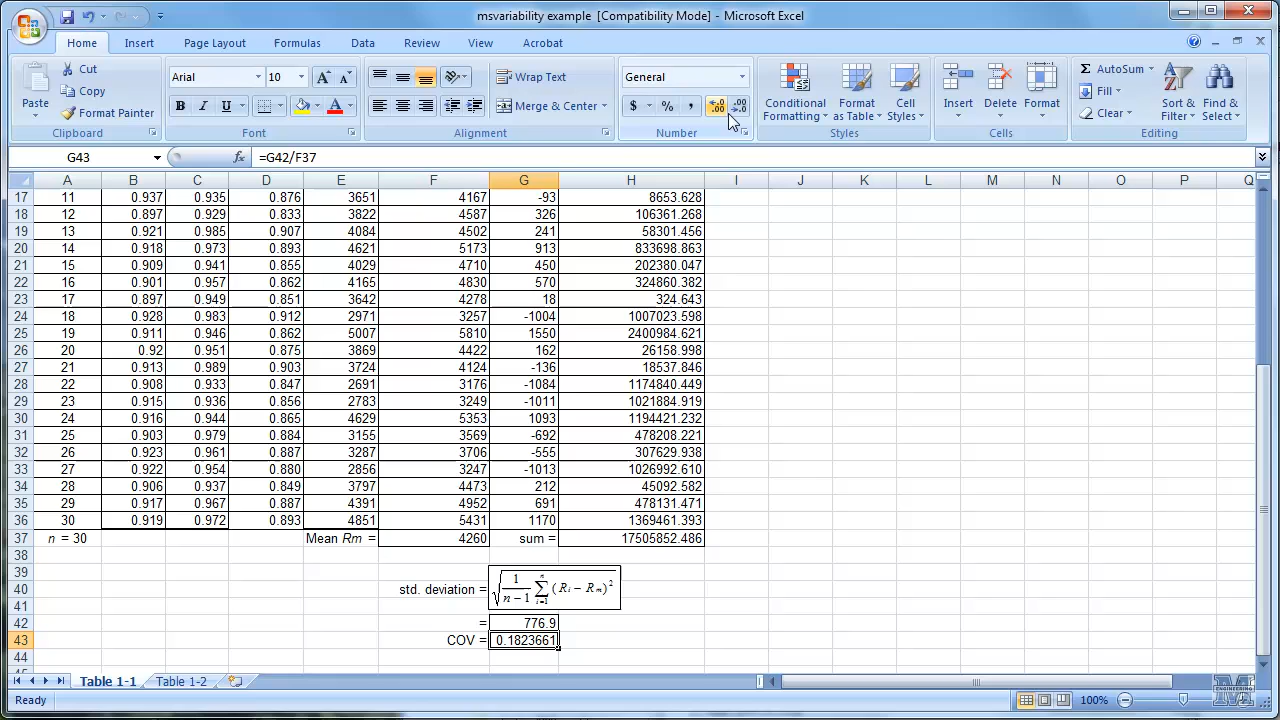 msvariability example [Compatibility Mode] - Microsoft Excel
Home Insert Page Layout Formulas Data Review View Acrobat
Paste
Cut
Copy
Format Painter
Clipboard
Arial 10
B I U
Font
Wrap Text
Merge & Center
Alignment
General
$ % , .00 .00
Number
Conditional Formatting
Format as Table
Cell Styles
Styles
Insert Delete Format
Cells
AutoSum
Fill
Clear
Sort & Filter
Find & Select
Editing
G43 fx =G42/F37
A B C D E F G H I J K L M N O P Q
17 11 0.937 0.935 0.876 3651 4167 -93 8653.628
18 12 0.897 0.929 0.833 3822 4587 326 106361.268
19 13 0.921 0.985 0.907 4084 4502 241 58301.456
20 14 0.918 0.973 0.893 4621 5173 913 833698.863
21 15 0.909 0.941 0.855 4029 4710 450 202380.047
22 16 0.901 0.957 0.862 4165 4830 570 324860.382
23 17 0.897 0.949 0.851 3642 4278 18 324.643
24 18 0.928 0.983 0.912 2971 3257 -1004 1007023.598
25 19 0.911 0.946 0.862 5007 5810 1550 2400984.621
26 20 0.92 0.951 0.875 3869 4422 162 26158.998
27 21 0.913 0.989 0.903 3724 4124 -136 18537.846
28 22 0.908 0.933 0.847 2691 3176 -1084 1174840.449
29 23 0.915 0.936 0.856 2783 3249 -1011 1021884.919
30 24 0.916 0.944 0.865 4629 5353 1093 1194421.232
31 25 0.903 0.979 0.884 3155 3569 -692 478208.221
32 26 0.923 0.961 0.887 3287 3706 -555 307629.938
33 27 0.922 0.954 0.880 2856 3247 -1013 1026992.610
34 28 0.906 0.937 0.849 3797 4473 212 45092.582
35 29 0.917 0.967 0.887 4391 4952 691 478131.471
36 30 0.919 0.972 0.893 4851 5431 1170 1369461.393
37 n = 30 Mean Rm = 4260 sum = 17505852.486
38
39
40 std. deviation = √ 1/(n − 1) ∑ i=1 n (Ri − Rm)²
41
42 = 776.9
43 COV = 0.1823661
44
Table 1-1 Table 1-2
Ready 100%
ENGINEERING